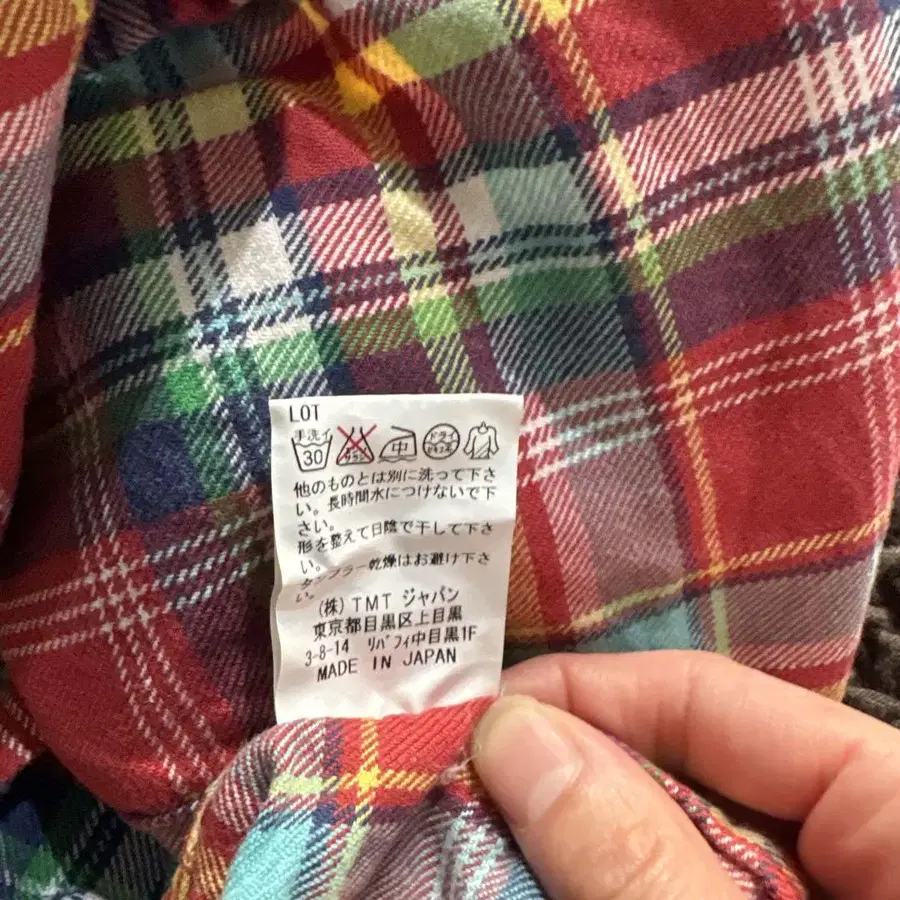 LOT
手洗イ 中 ドライ
30
他のものとは別に洗って下さ
い。長時間水につけないで下
さい。
形を整えて日陰で干して下さ
い。
タンブラー乾燥はお避け下さ
い。
(株)TMT ジャパン
東京都目黒区上目黒
3-8-14 リバフィ中目黒1F
MADE IN JAPAN